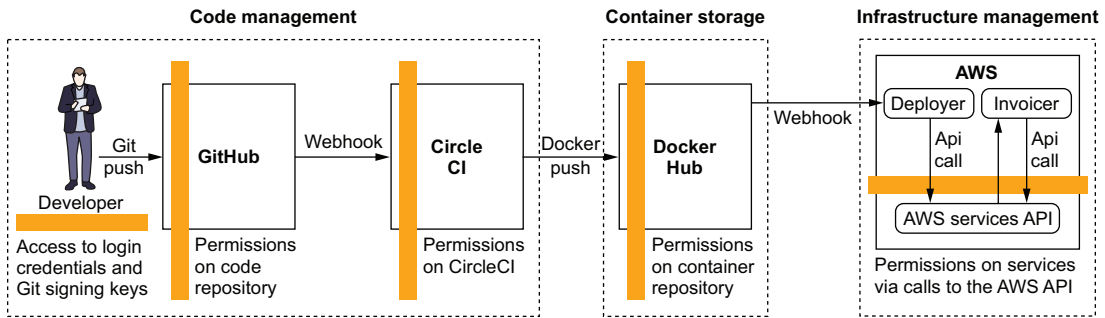 Code management
Container storage
Infrastructure management
Git
push
Developer
Access to login
credentials and
Git signing keys
GitHub
Permissions
on code
repository
Webhook
Circle
CI
Permissions
on CircleCI
Docker
push
Docker
Hub
Permissions
on container
repository
Webhook
AWS
Deployer
Invoicer
Api
call
Api
call
AWS services API
Permissions on services
via calls to the AWS API